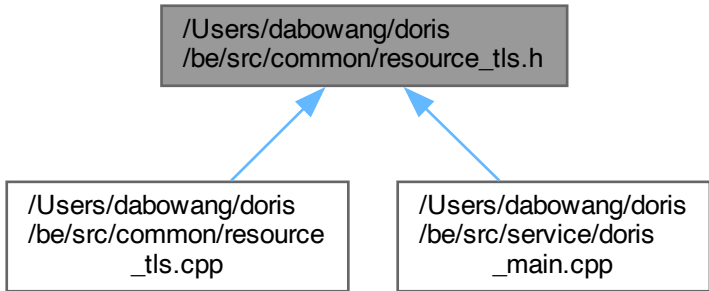 /Users/dabowang/doris
/be/src/common/resource_tls.h
/Users/dabowang/doris
/be/src/common/resource
_tls.cpp
/Users/dabowang/doris
/be/src/service/doris
_main.cpp